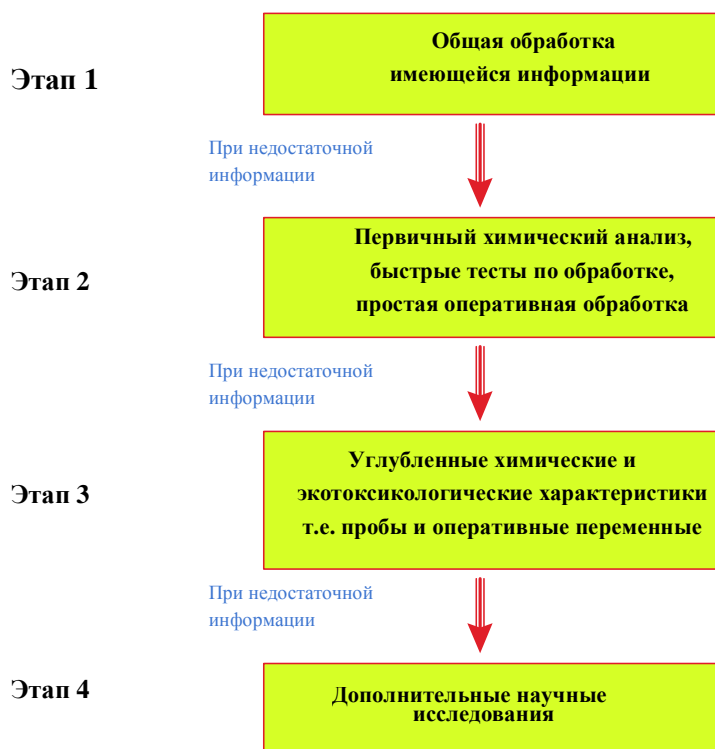 Этап 1
Общая обработка
имеющейся информации
При недостаточной
информации
Этап 2
Первичный химический анализ,
быстрые тесты по обработке,
простая оперативная обработка
При недостаточной
информации
Этап 3
Углубленные химические и
экотоксикологические характеристики
т.е. пробы и оперативные переменные
При недостаточной
информации
Этап 4
Дополнительные научные
исследования